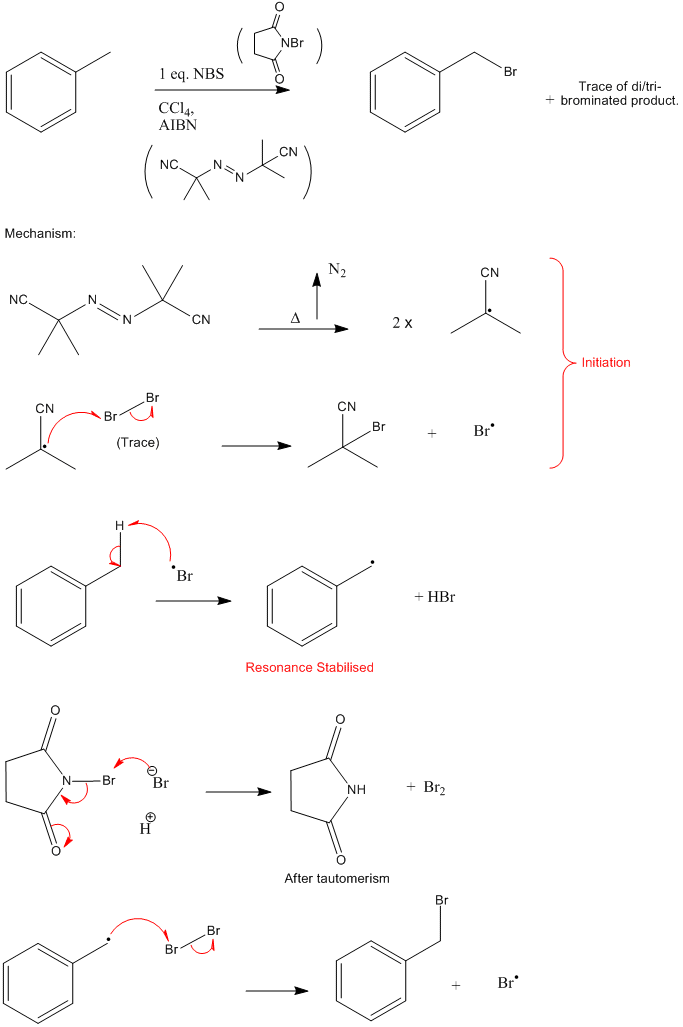 O
NBr
O
1 eq. NBS
CCl4,
AIBN
NC
N
N
CN
Br
+
Trace of di/tri-
brominated product.
Mechanism:
NC
N
N
CN
Δ
N2
2 x
CN
Initiation
CN
Br
Br
(Trace)
CN
Br
+
Br
H
Br
+ HBr
Resonance Stabilised
O
N
Br
O
Br
H
O
NH
O
+ Br2
After tautomerism
Br
Br
Br
+
Br